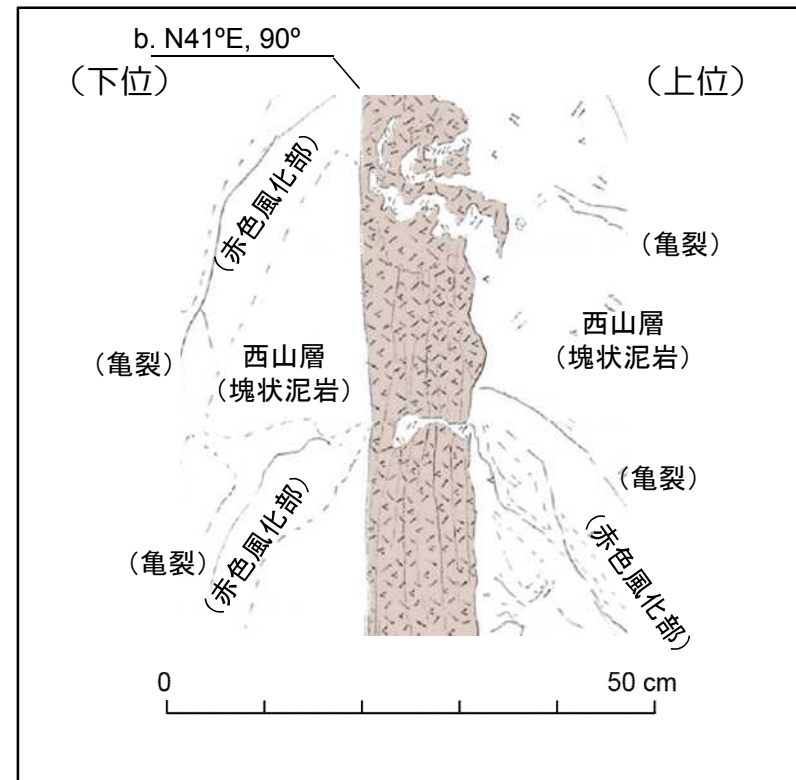 b. N41ºE, 90º
（下位）
（上位）
（赤色風化部）
（亀裂）
（亀裂）
西山層
（塊状泥岩）
西山層
（塊状泥岩）
（亀裂）
（亀裂）
（赤色風化部）
（赤色風化部）
0
50 cm